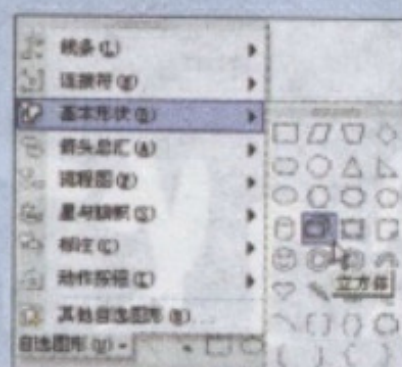 线条(L)
连接符(N)
基本形状(B)
箭头总汇(A)
流程图(F)
星与旗帜(S)
标注(C)
动作按钮(I)
其他自选图形(M)...
自选图形(U)
立方体